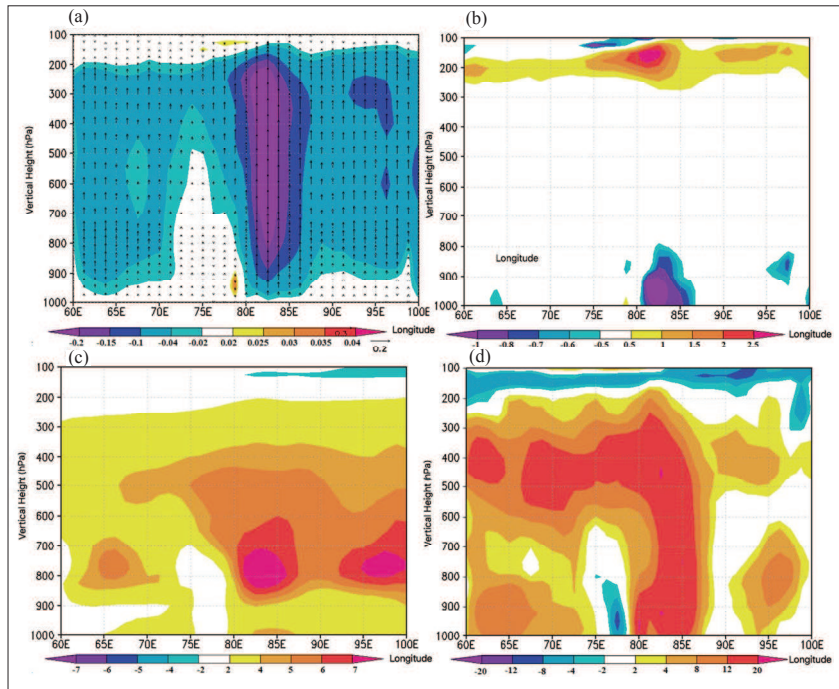 (a)
(b)
Vertical Height (hPa)
100
200
300
400
500
600
700
800
900
1000
60E 65E 70E 75E 80E 85E 90E 95E 100E
-0.2 -0.15 -0.1 -0.04 -0.02 0.02 0.025 0.03 0.035 0.04
0.3
Longitude
0.2
Vertical Height (hPa)
100
200
300
400
500
600
700
800
900
1000
Longitude
60E 65E 70E 75E 80E 85E 90E 95E 100E
-1 -0.8 -0.7 -0.6 -0.5 0.5 1 1.5 2 2.5
Longitude
(c)
(d)
Vertical Height (hPa)
100
200
300
400
500
600
700
800
900
1000
60E 65E 70E 75E 80E 85E 90E 95E 100E
-7 -6 -5 -4 -2 2 4 5 6 7
Longitude
Vertical Height (hPa)
100
200
300
400
500
600
700
800
900
1000
60E 65E 70E 75E 80E 85E 90E 95E 100E
-20 -12 -8 -4 -2 2 4 8 12 20
Longitude